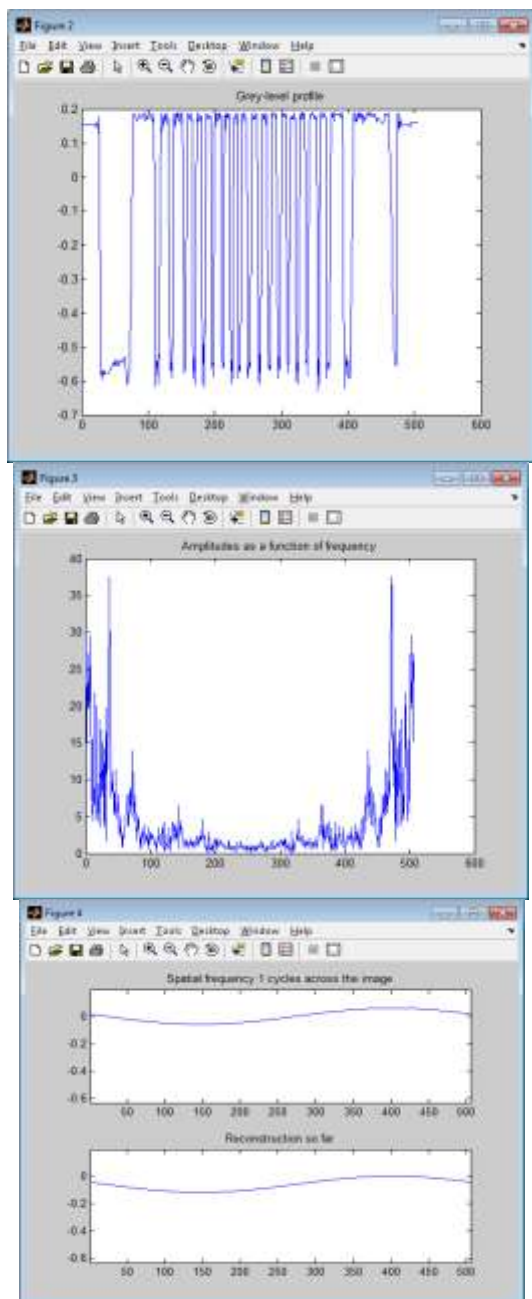 Figure 2
File Edit View Insert Tools Desktop Window Help
Grey-level profile
0.2
0.1
0
-0.1
-0.2
-0.3
-0.4
-0.5
-0.6
-0.7
0 100 200 300 400 500 600
Figure 3
File Edit View Insert Tools Desktop Window Help
Amplitudes as a function of frequency
40
35
30
25
20
15
10
5
0
0 100 200 300 400 500 600
Figure 4
File Edit View Insert Tools Desktop Window Help
Spatial frequency 1 cycles across the image
0
-0.2
-0.4
-0.6
50 100 150 200 250 300 350 400 450 500
Reconstruction so far
0
-0.2
-0.4
-0.6
50 100 150 200 250 300 350 400 450 500